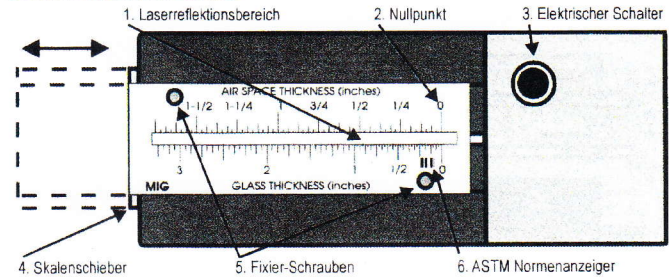 1. Laserreflektionsbereich 2. Nullpunkt 3. Elektrischer Schalter
AIR SPACE THICKNESS (inches)
1-1/2 1-1/4 1 3/4 1/2 1/4 0
3 2 1 1/2 0
MIG GLASS THICKNESS (inches)
4. Skalenschieber 5. Fixier-Schrauben 6. ASTM Normenanzeiger